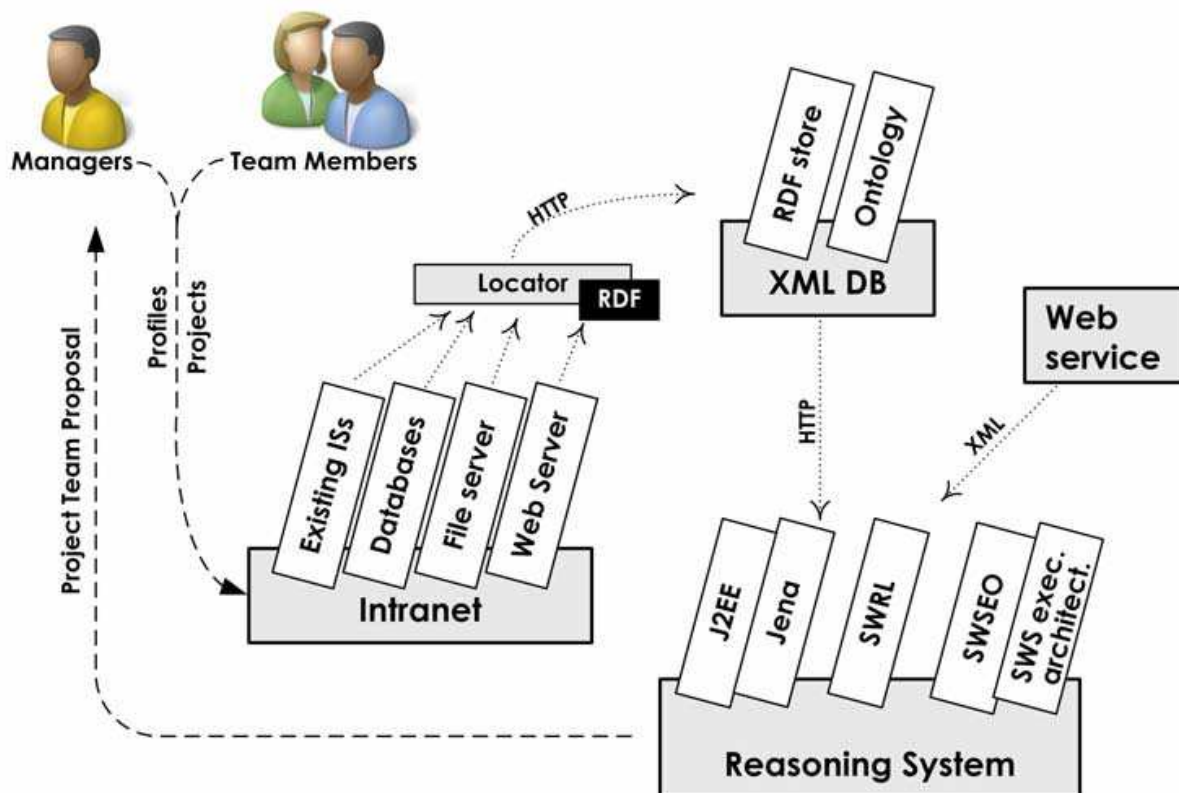 Managers
Team Members
RDF store
Ontology
XML DB
HTTP
Locator
RDF
Web
service
Profiles
Projects
Project Team Proposal
Existing ISs
Databases
File server
Web Server
Intranet
HTTP
XML
J2EE
Jena
SWRL
SWSEO
SWS exec.
architect.
Reasoning System